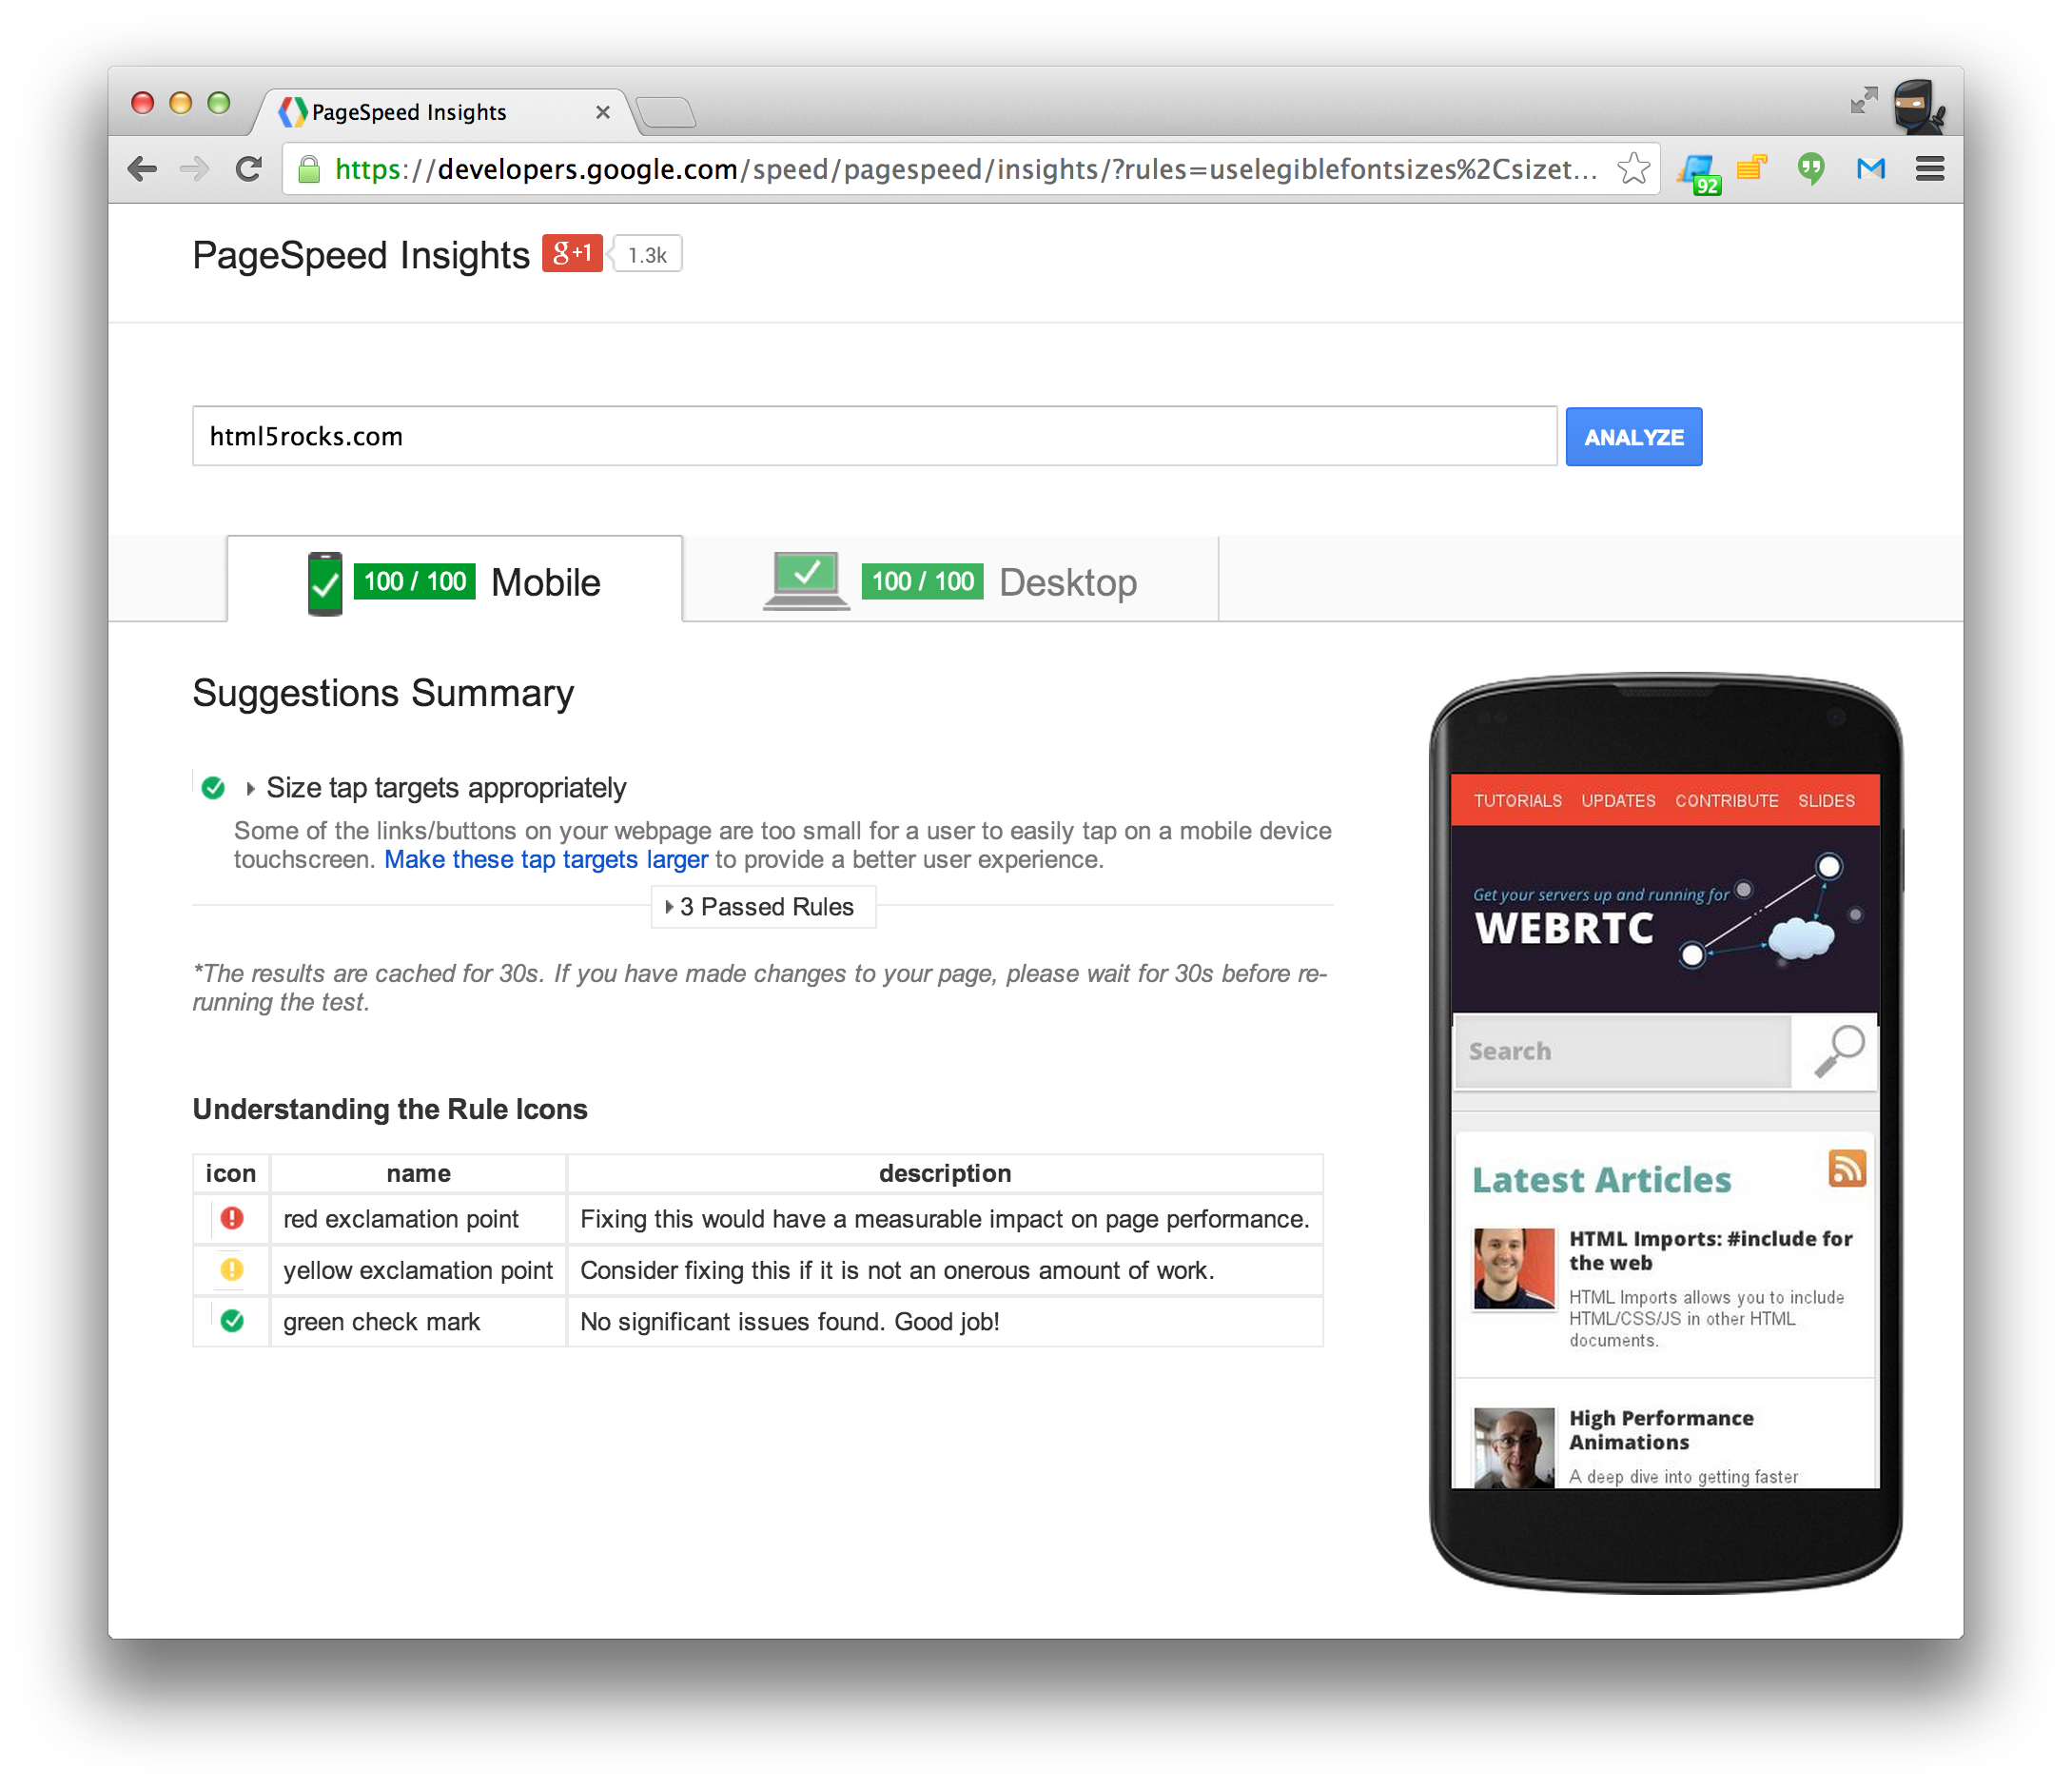 PageSpeed Insights
https://developers.google.com/speed/pagespeed/insights/?rules=uselegiblefontsizes%2Csizet...
92
PageSpeed Insights g+1 1.3k
html5rocks.com ANALYZE
100 / 100 Mobile 100 / 100 Desktop
Suggestions Summary
Size tap targets appropriately
Some of the links/buttons on your webpage are too small for a user to easily tap on a mobile device
touchscreen. Make these tap targets larger to provide a better user experience.
3 Passed Rules
*The results are cached for 30s. If you have made changes to your page, please wait for 30s before re-
running the test.
Understanding the Rule Icons
icon name description
red exclamation point Fixing this would have a measurable impact on page performance.
yellow exclamation point Consider fixing this if it is not an onerous amount of work.
green check mark No significant issues found. Good job!
TUTORIALS UPDATES CONTRIBUTE SLIDES
Get your servers up and running for
WEBRTC
Search
Latest Articles
HTML Imports: #include for
the web
HTML Imports allows you to include
HTML/CSS/JS in other HTML
documents.
High Performance
Animations
A deep dive into getting faster